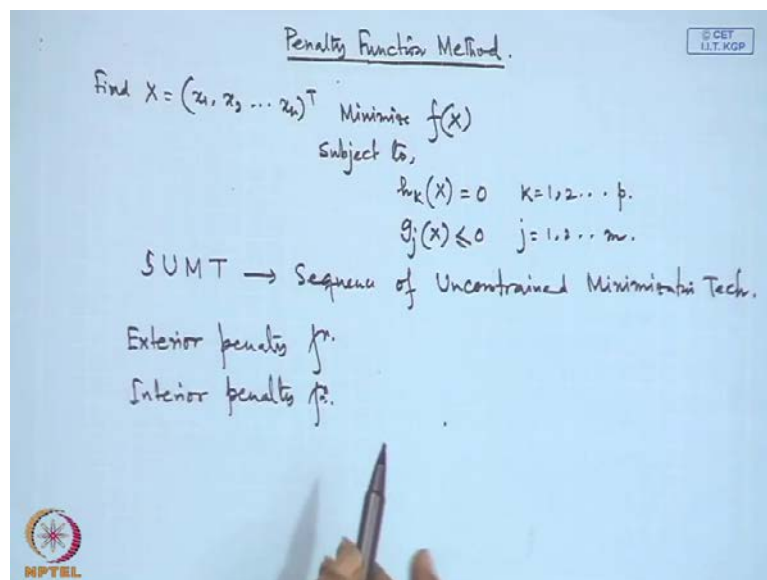 Penalty Function Method.
© CET
I.I.T. KGP
Find X = (x₁, x₂ ... xₙ)ᵀ Minimize f(X)
Subject to,
hₖ(X) = 0 k=1,2... p.
gⱼ(X) ≤ 0 j=1,2.. m.
SUMT → Sequence of Uncontrained Minimization Tech.
Exterior penalty fⁿ.
Interior penalty fⁿ.
NPTEL